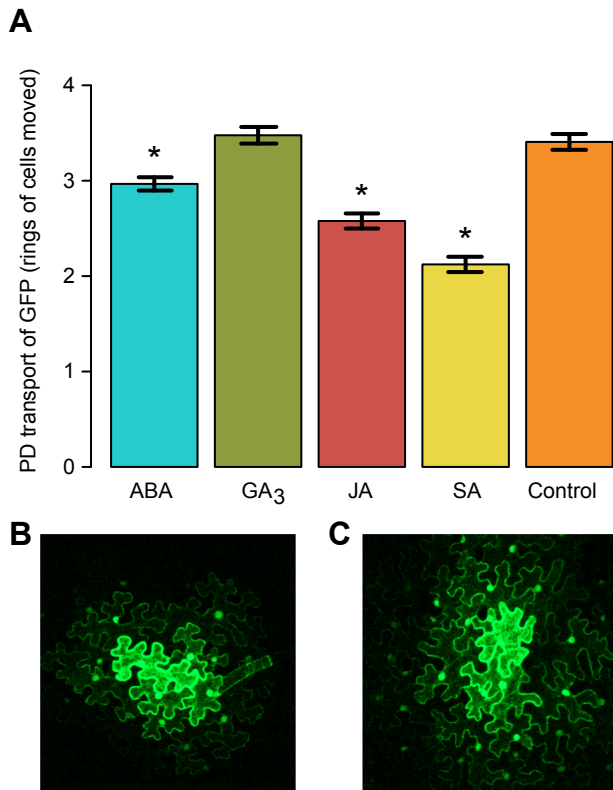 A
PD transport of GFP (rings of cells moved)
4
3
2
1
0
*
*
*
ABA GA3 JA SA Control
B C